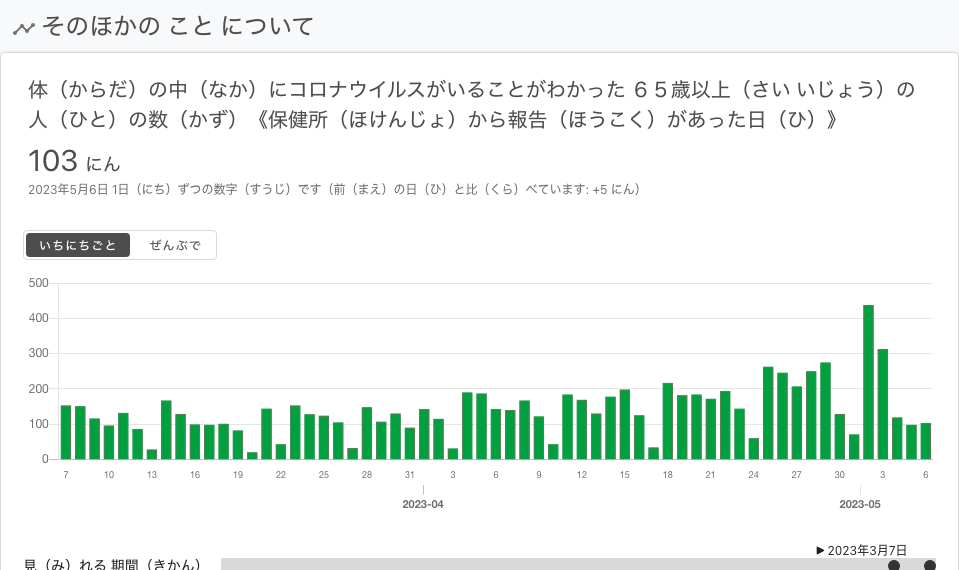 そのほかの こと について
体（からだ）の中（なか）にコロナウイルスがいることがわかった ６５歳以上（さい いじょう）の
人（ひと）の数（かず）《保健所（ほけんじょ）から報告（ほうこく）があった日（ひ）》
103 にん
2023年5月6日 1日（にち）ずつの数字（すうじ）です（前（まえ）の日（ひ）と比（くら）べています: +5 にん）
いちにちごと ぜんぶで
500
400
300
200
100
0
7 10 13 16 19 22 25 28 31 3 6 9 12 15 18 21 24 27 30 3 6
2023-04 2023-05
▶ 2023年3月7日
見（み）れる 期間（きかん）